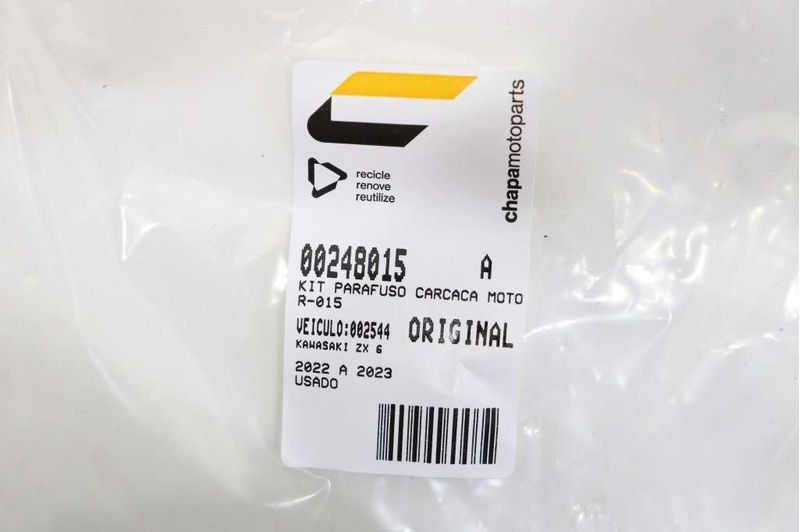 chapamotoparts
recicle
renove
reutilize
00248015 A
KIT PARAFUSO CARCACA MOTO
R-015
VEICULO:002544 ORIGINAL
KAWASAKI ZX 6
2022 A 2023
USADO